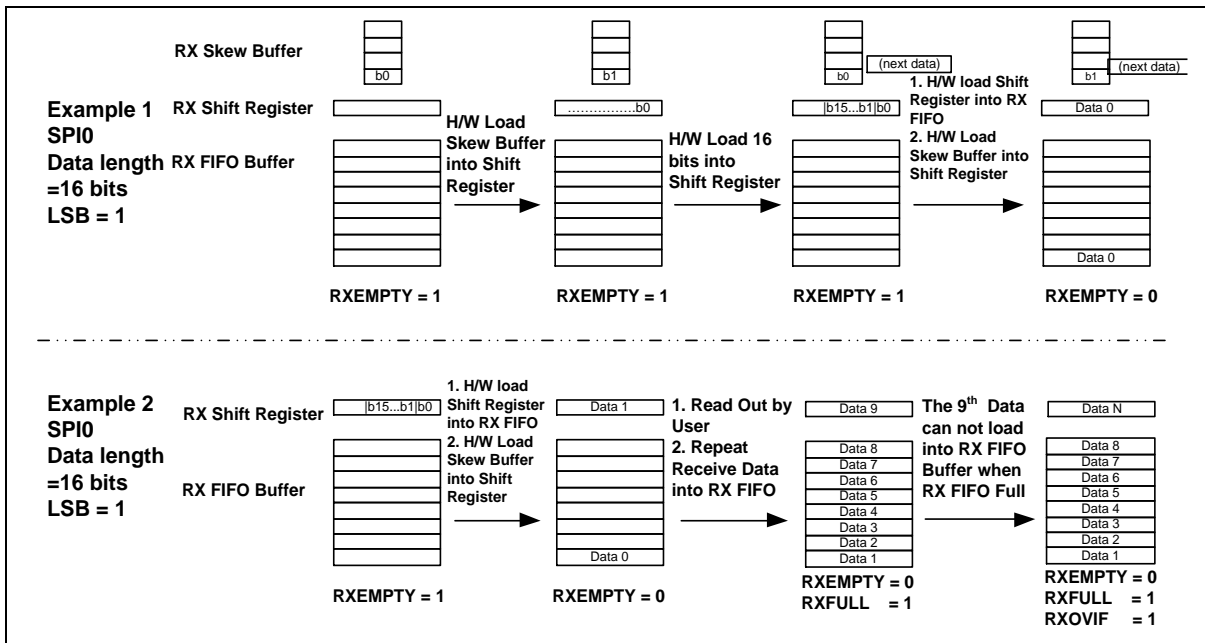 RX Skew Buffer
b0
b1
b0
(next data)
b1
(next data)
Example 1
SPI0
Data length
=16 bits
LSB = 1
RX Shift Register
……………..b0
|b15...b1|b0
Data 0
RX FIFO Buffer
H/W Load
Skew Buffer
into Shift
Register
H/W Load 16
bits into
Shift Register
1. H/W load Shift
Register into RX
FIFO
2. H/W Load
Skew Buffer into
Shift Register
Data 0
RXEMPTY = 1
RXEMPTY = 1
RXEMPTY = 1
RXEMPTY = 0
Example 2
SPI0
Data length
=16 bits
LSB = 1
RX Shift Register
|b15...b1|b0
Data 1
Data 9
Data N
RX FIFO Buffer
1. H/W load
Shift Register
into RX FIFO
2. H/W Load
Skew Buffer
into Shift
Register
Data 0
1. Read Out by
User
2. Repeat
Receive Data
into RX FIFO
Data 8
Data 7
Data 6
Data 5
Data 4
Data 3
Data 2
Data 1
The 9th Data
can not load
into RX FIFO
Buffer when
RX FIFO Full
Data 8
Data 7
Data 6
Data 5
Data 4
Data 3
Data 2
Data 1
RXEMPTY = 1
RXEMPTY = 0
RXEMPTY = 0
RXFULL = 1
RXEMPTY = 0
RXFULL = 1
RXOVIF = 1